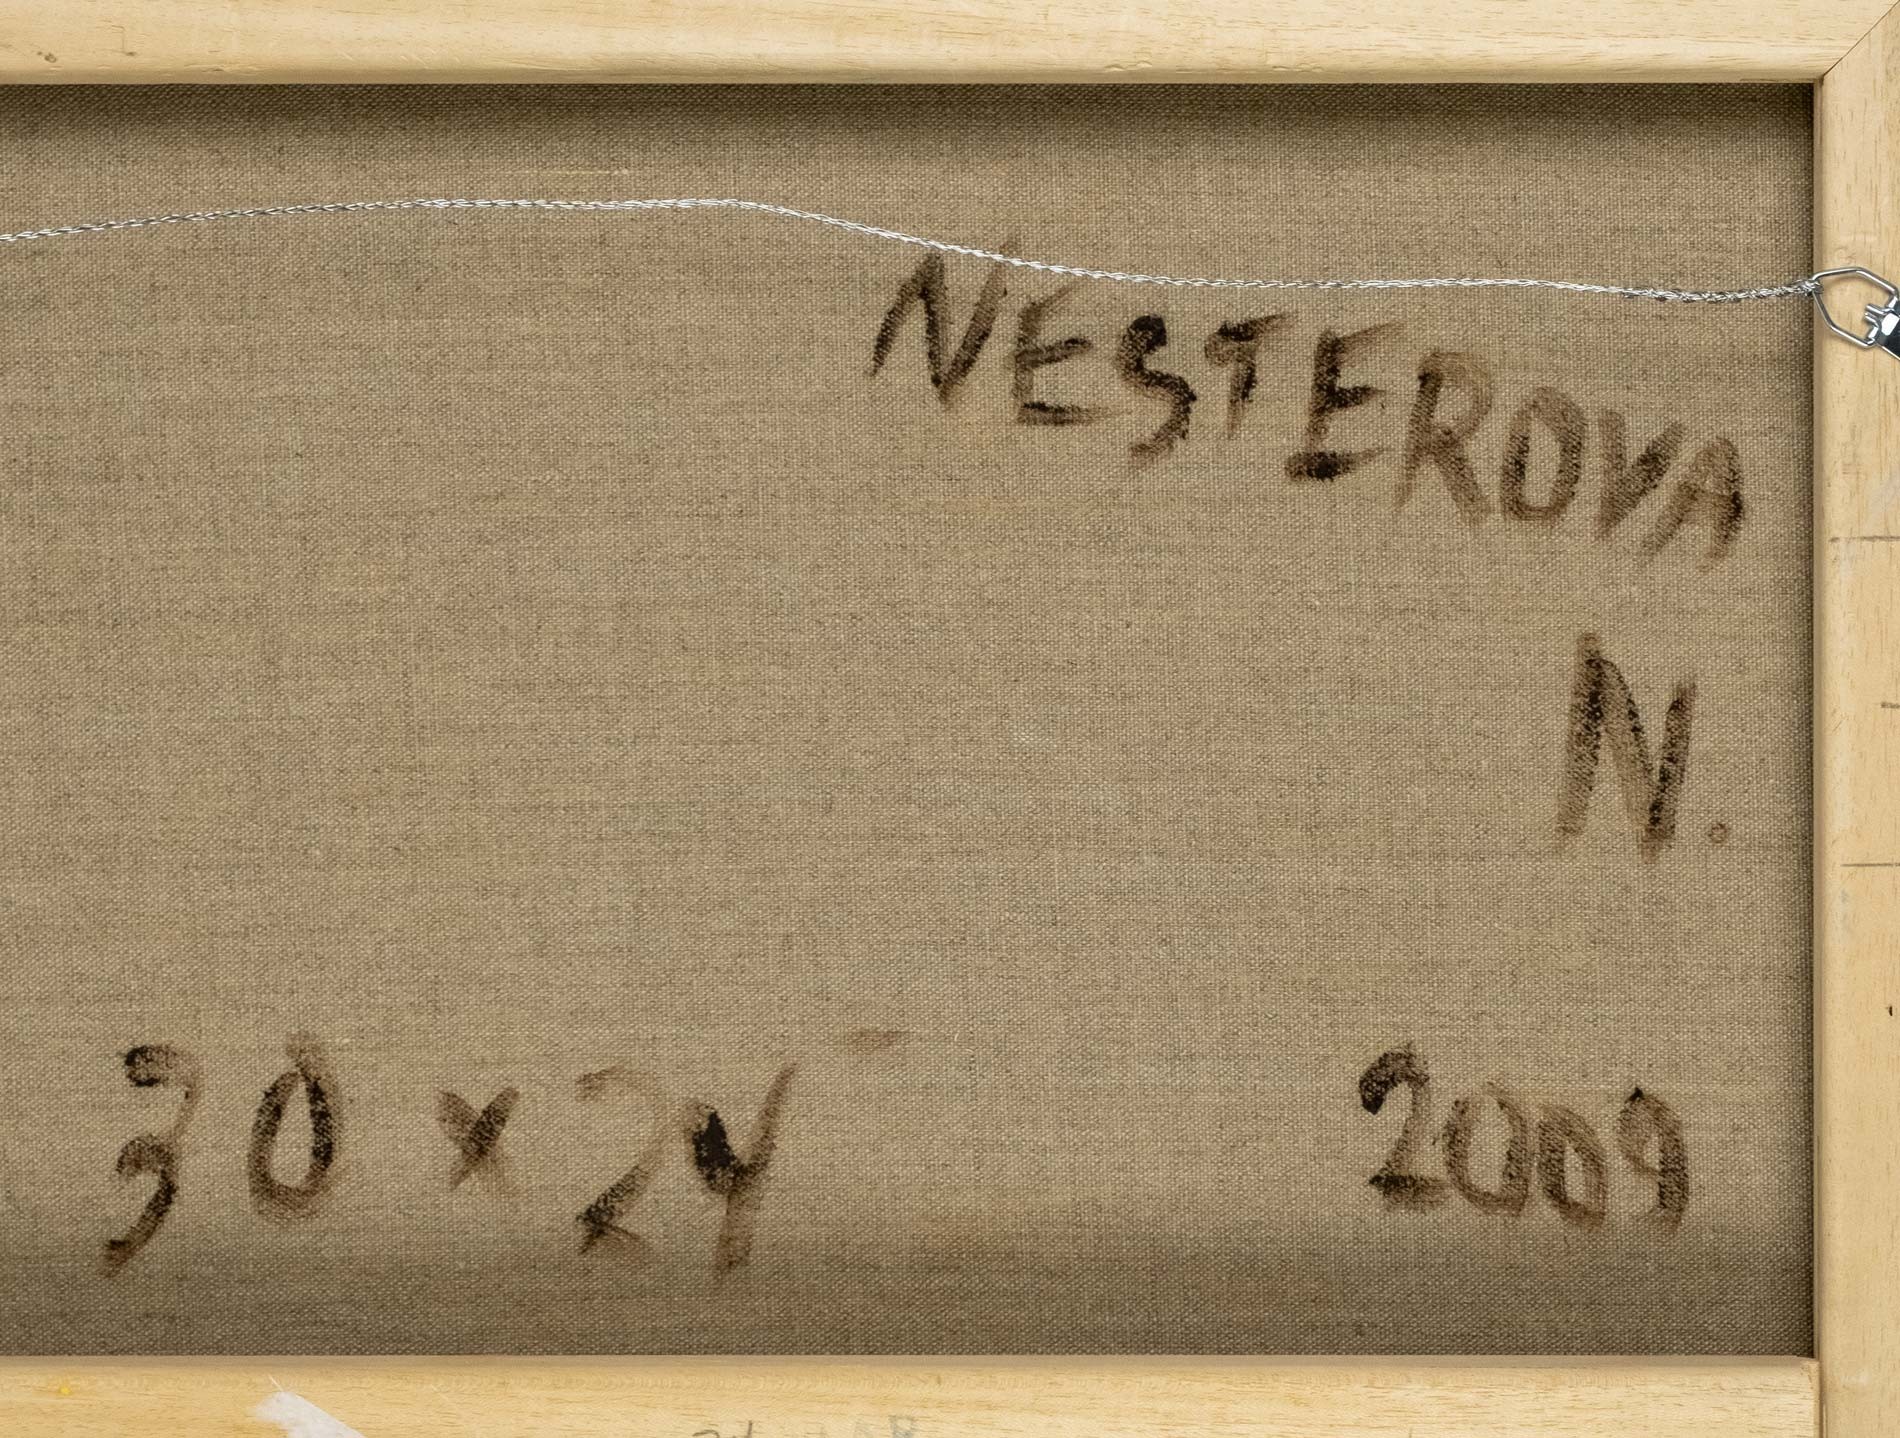 NESTEROVA
N.
30 x 24 2009